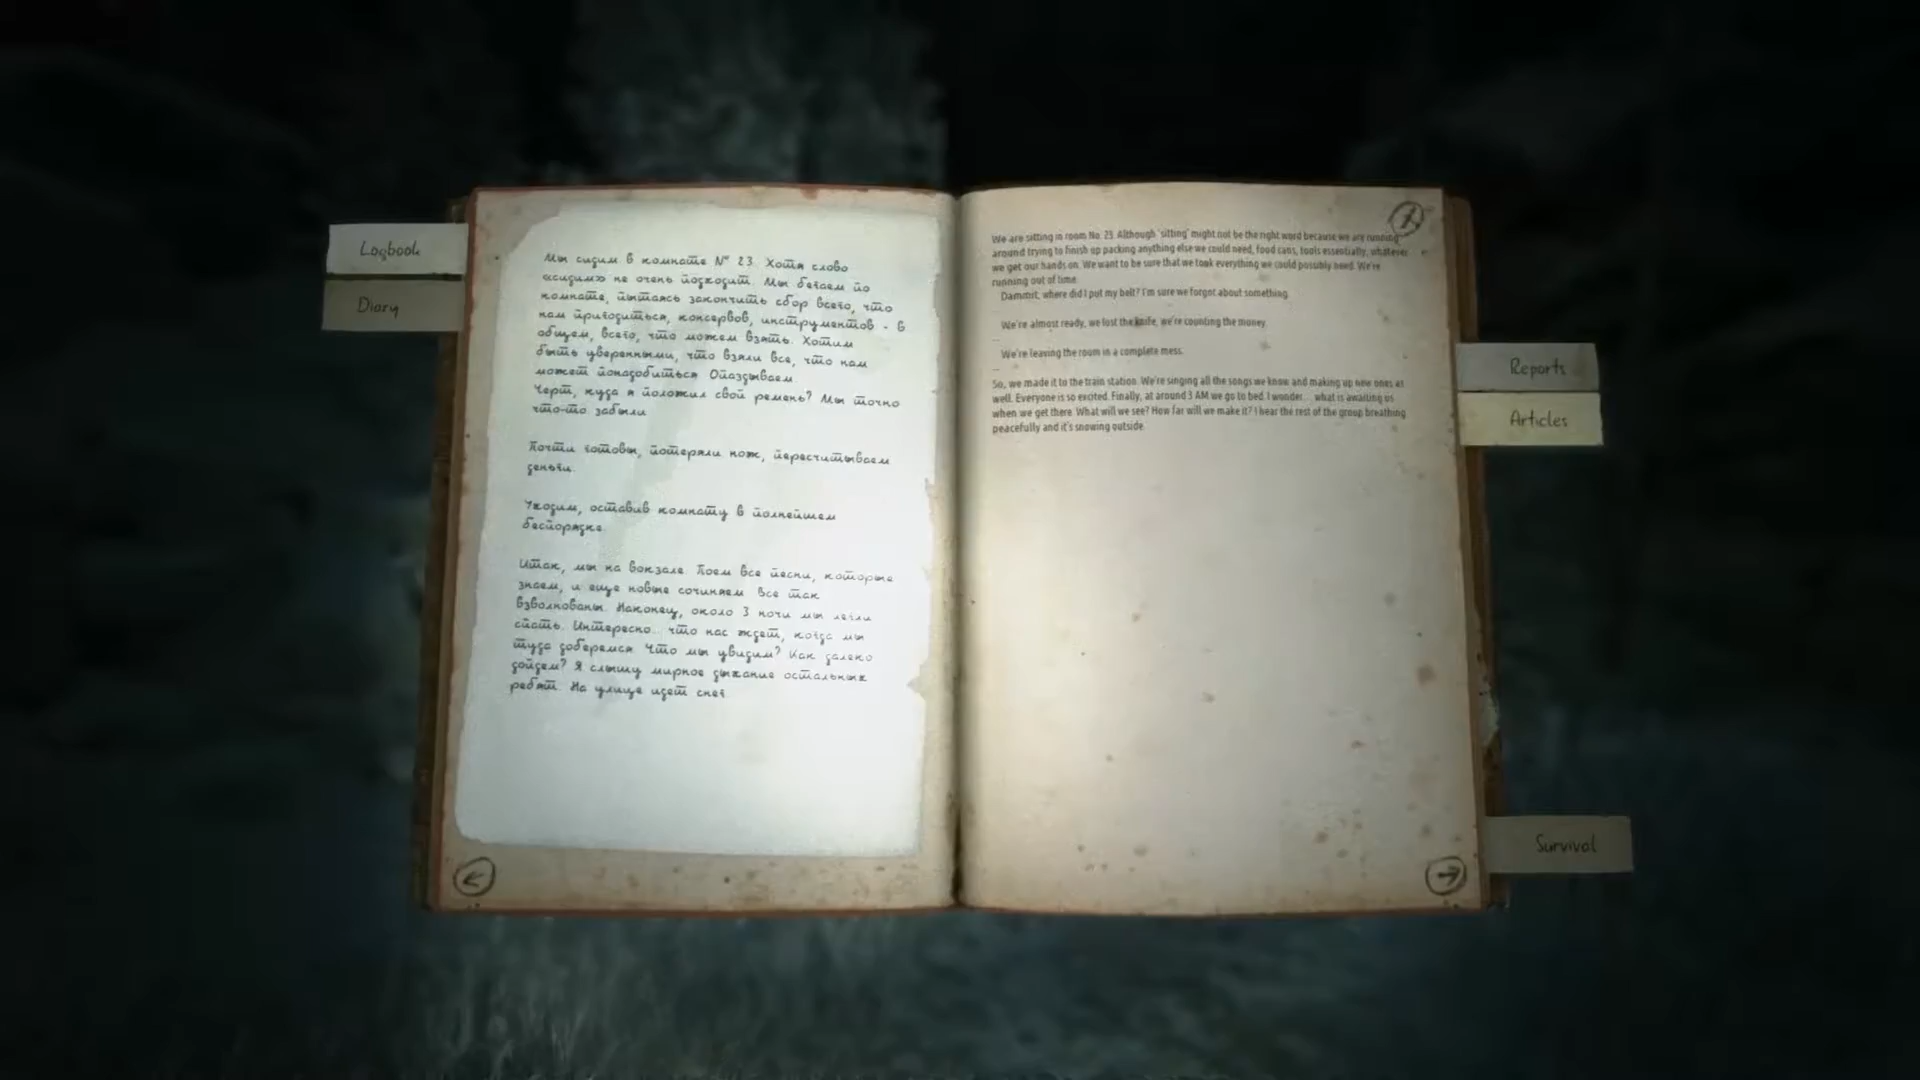 Logbook
Diary
Мы сидим в комнате № 23. Хотя слово
«сидим» не очень подходит. Мы бегаем по
комнате, пытаясь закончить сбор всего, что
нам пригодиться, консервов, инструментов - в
общем, всего, что можем взять. Хотим
быть уверенными, что взяли все, что нам
может понадобиться. Опаздываем.
Черт, куда я положил свой ремень? Мы точно
что-то забыли.
Почти готовы, потеряли нож, пересчитываем
деньги.
Уходим, оставив комнату в полнейшем
беспорядке.
Итак, мы на вокзале. Поем все песни, которые
знаем, и еще новые сочиняем. Все так
взволнованы. Наконец, около 3 ночи мы легли
спать. Интересно... что нас ждет, когда мы
туда доберемся. Что мы увидим? Как далеко
дойдем? Я слышу мирное дыхание остальных
ребят. На улице идет снег.
We are sitting in room No. 23. Although 'sitting' might not be the right word because we are running
around trying to finish up packing anything else we could need, food cans, tools essentially, whatever
we get our hands on. We want to be sure that we took everything we could possibly need. We're
running out of time.
Dammit, where did I put my belt? I'm sure we forgot about something.
...
We're almost ready, we lost the knife, we're counting the money.
...
We're leaving the room in a complete mess.
...
So, we made it to the train station. We're singing all the songs we know and making up new ones as
well. Everyone is so excited. Finally, at around 3 AM we go to bed. I wonder... what is awaiting us
when we get there. What will we see? How far will we make it? I hear the rest of the group breathing
peacefully and it's snowing outside.
Reports
Articles
Survival